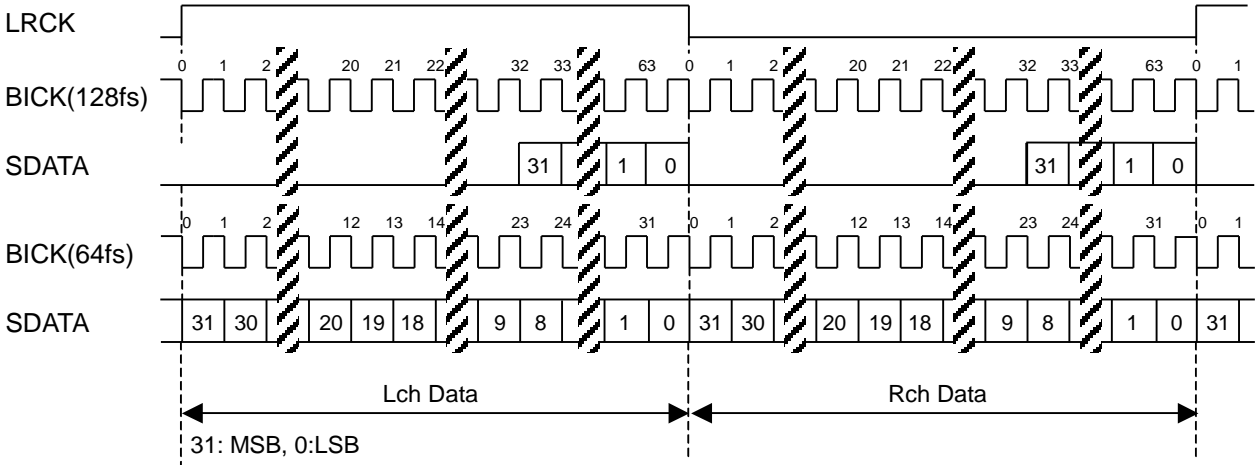 LRCK
0 1 2 20 21 22 32 33 63 0 1 2 20 21 22 32 33 63 0 1
BICK(128fs)
SDATA 31 1 0 31 1 0
0 1 2 12 13 14 23 24 31 0 1 2 12 13 14 23 24 31 0 1
BICK(64fs)
SDATA 31 30 20 19 18 9 8 1 0 31 30 20 19 18 9 8 1 0 31
Lch Data Rch Data
31: MSB, 0:LSB